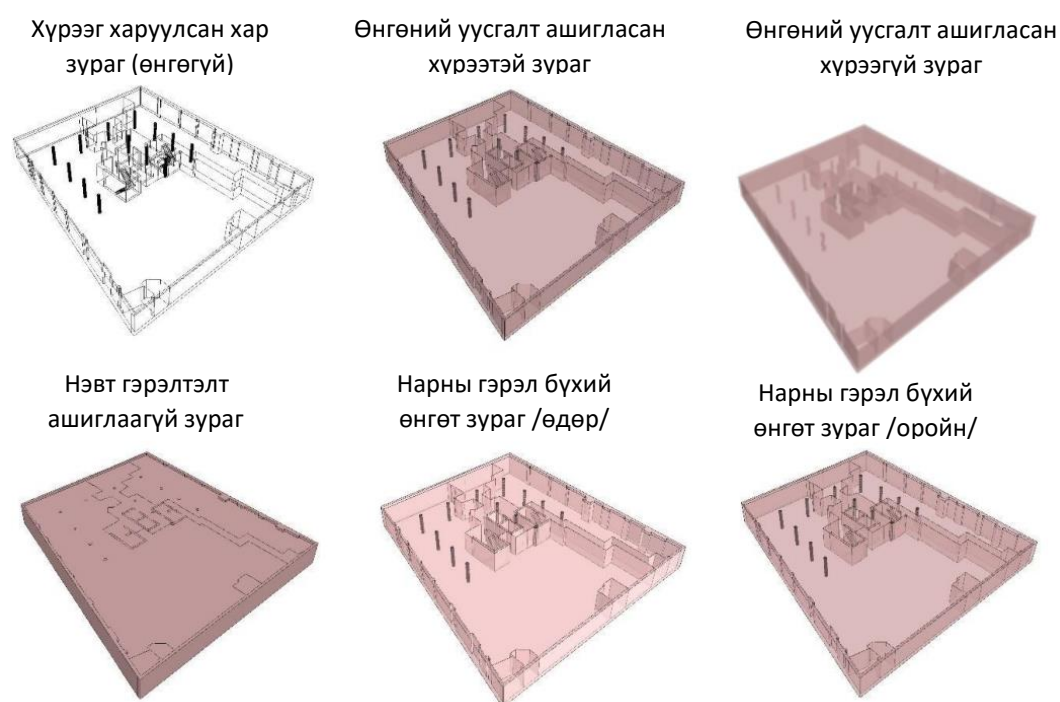 Хүрээг харуулсан хар
зураг (өнгөгүй)
Өнгөний уусгалт ашигласан
хүрээтэй зураг
Өнгөний уусгалт ашигласан
хүрээгүй зураг
Нэвт гэрэлтэлт
ашиглаагүй зураг
Нарны гэрэл бүхий
өнгөт зураг /өдөр/
Нарны гэрэл бүхий
өнгөт зураг /оройн/